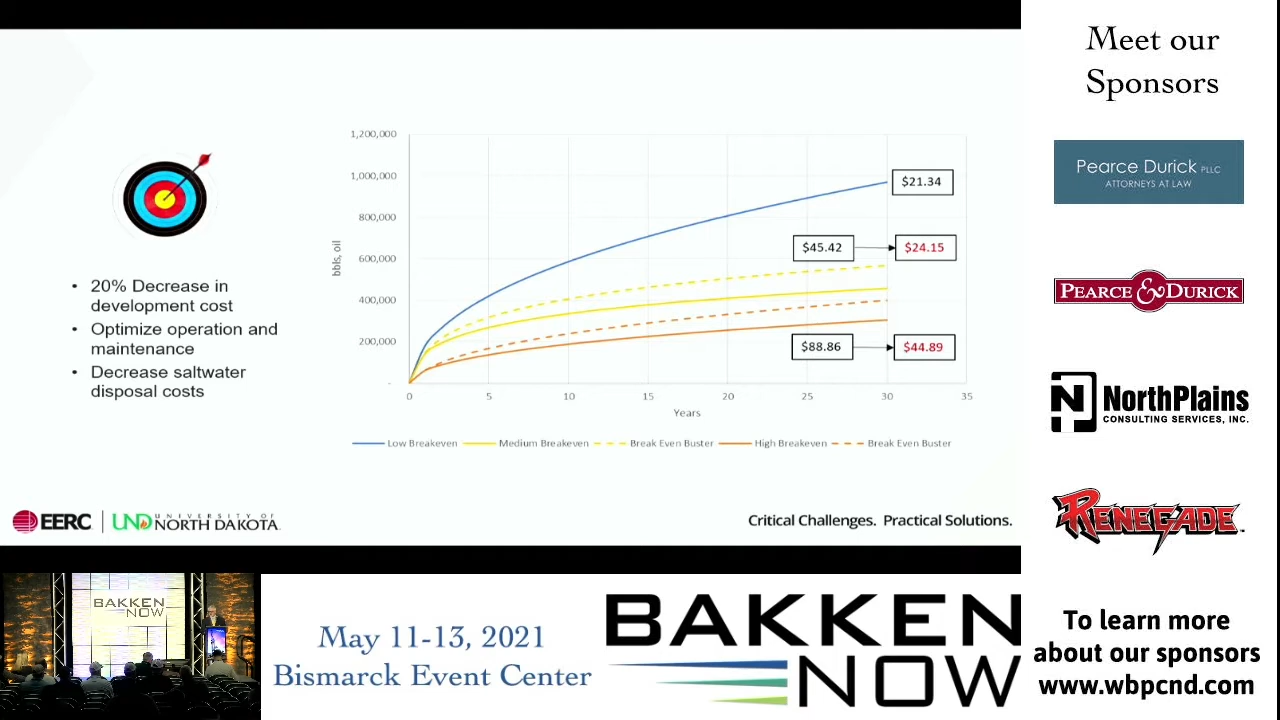 1,200,000
1,000,000
800,000
600,000
400,000
200,000
-
bbls, oil
0 5 10 15 20 25 30 35
Years
$21.34
$45.42
$24.15
$88.86
$44.89
Low Breakeven
Medium Breakeven
Break Even Buster
High Breakeven
Break Even Buster
• 20% Decrease in
development cost
• Optimize operation and
maintenance
• Decrease saltwater
disposal costs
EERC
UND
UNIVERSITY OF
NORTH DAKOTA
Critical Challenges. Practical Solutions.
Meet our
Sponsors
Pearce Durick PLLC
ATTORNEYS AT LAW
PEARCE & DURICK
N
NorthPlains
CONSULTING SERVICES, INC.
RENEGADE
To learn more
about our sponsors
www.wbpcnd.com
BAKKEN
NOW
May 11-13, 2021
Bismarck Event Center
BAKKEN
NOW